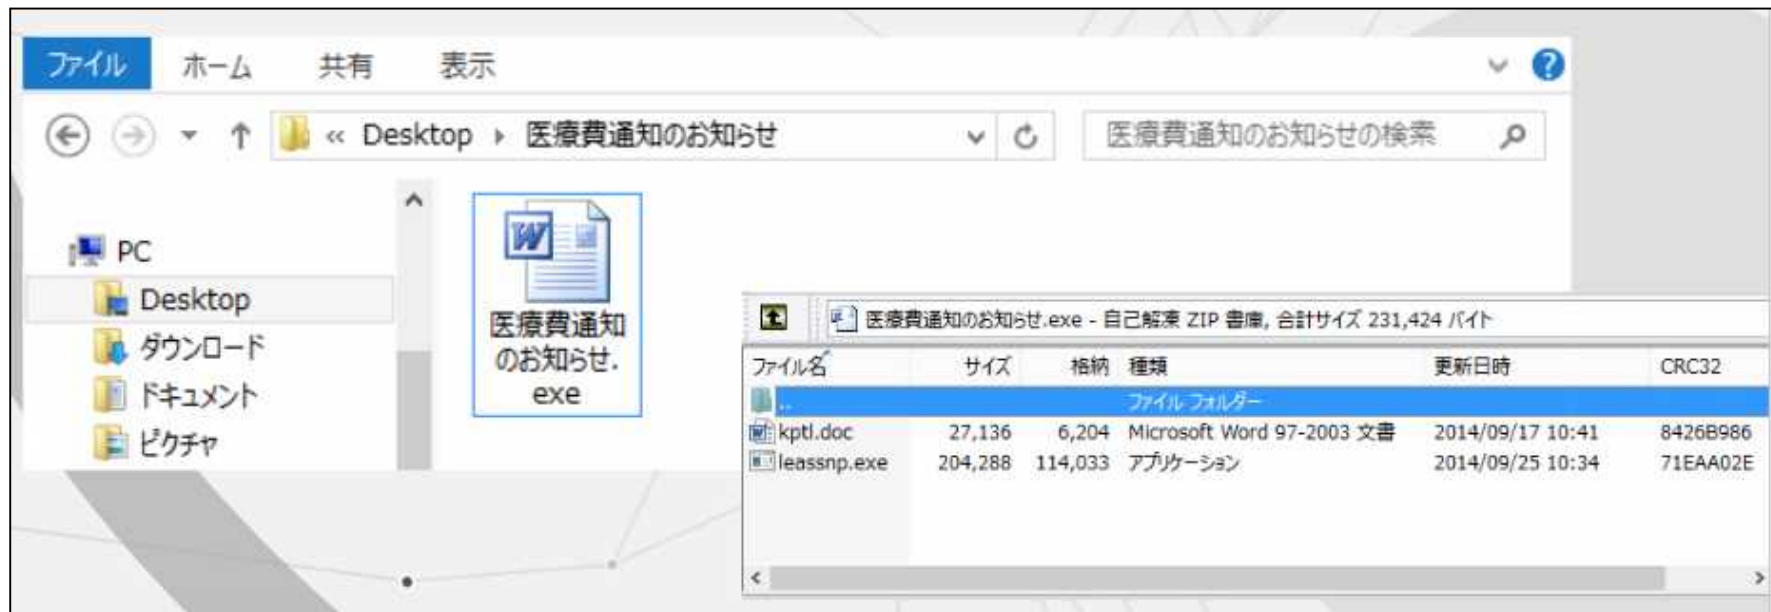 ファイル ホーム 共有 表示
« Desktop 医療費通知のお知らせ 医療費通知のお知らせの検索
PC
Desktop
ダウンロード
ドキュメント
ピクチャ
医療費通知
のお知らせ.
exe
医療費通知のお知らせ.exe - 自己解凍 ZIP 書庫, 合計サイズ 231,424 バイト
ファイル名 サイズ 格納 種類 更新日時 CRC32
.. ファイル フォルダー
kptl.doc 27,136 6,204 Microsoft Word 97-2003 文書 2014/09/17 10:41 8426B986
leassnp.exe 204,288 114,033 アプリケーション 2014/09/25 10:34 71EAA02E